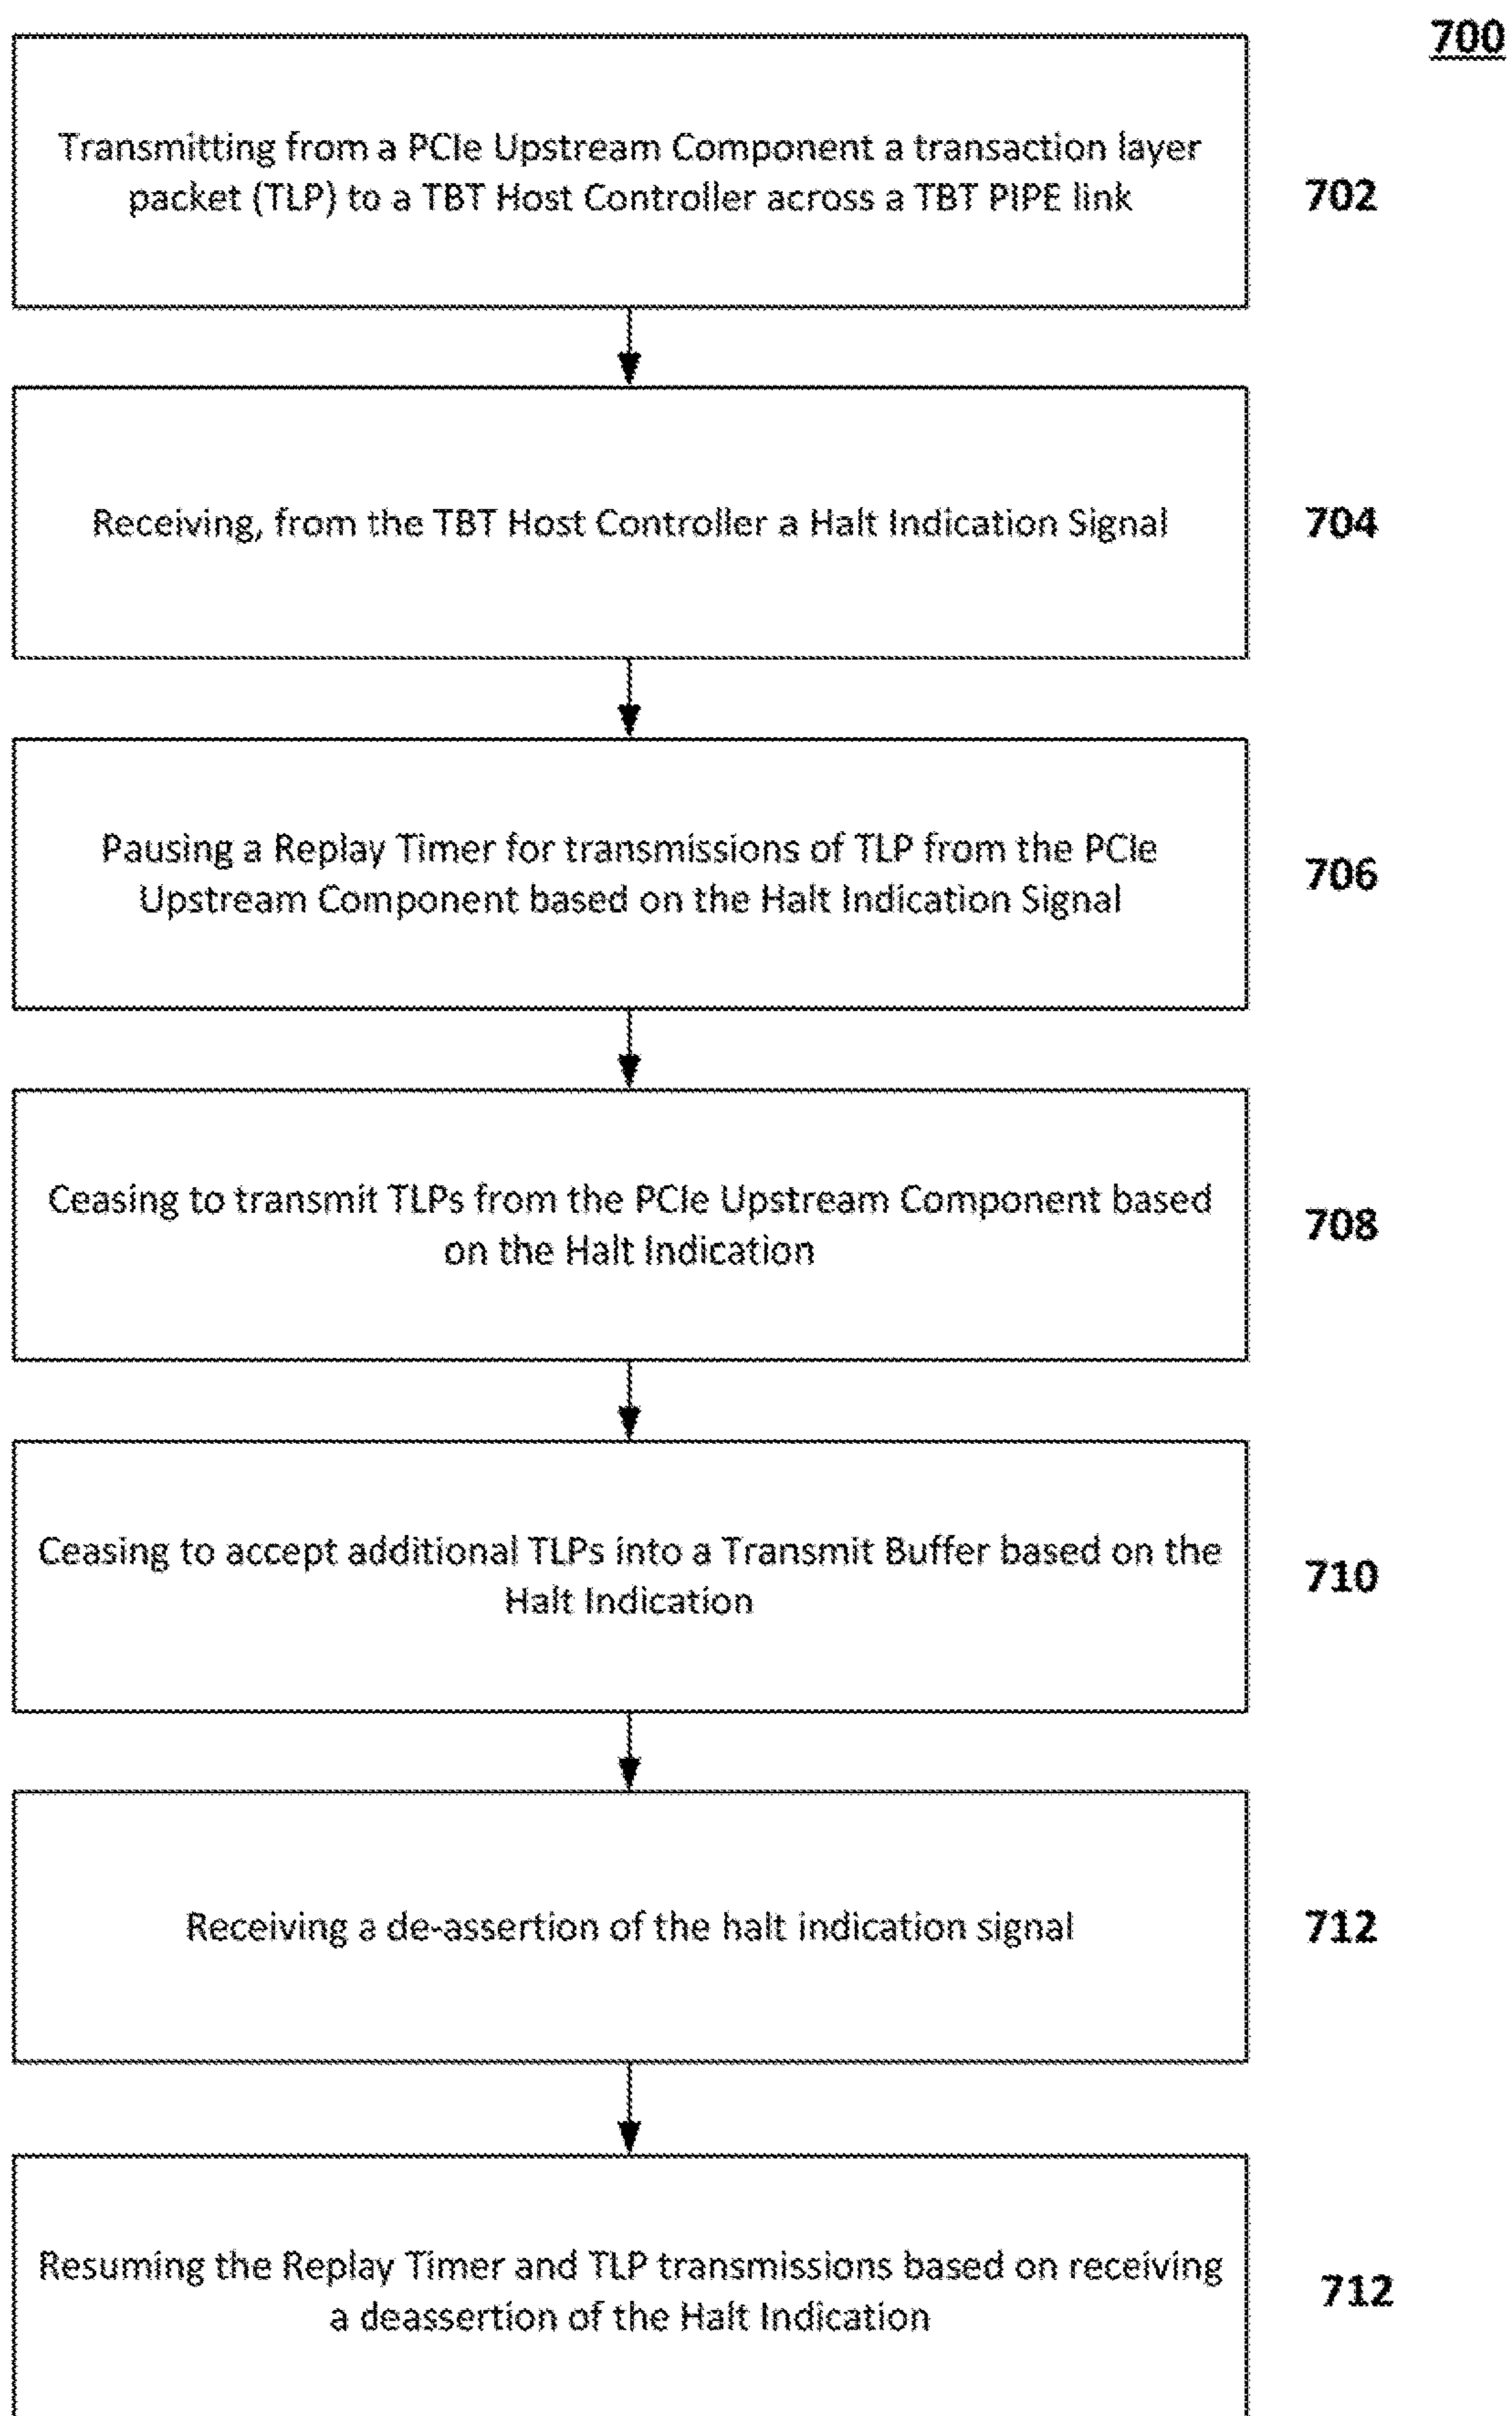 700
Transmitting from a PCIe Upstream Component a transaction layer
packet (TLP) to a TBT Host Controller across a TBT PIPE link
702
Receiving, from the TBT Host Controller a Halt Indication Signal
704
Pausing a Replay Timer for transmissions of TLP from the PCIe
Upstream Component based on the Halt Indication Signal
706
Ceasing to transmit TLPs from the PCIe Upstream Component based
on the Halt Indication
708
Ceasing to accept additional TLPs into a Transmit Buffer based on the
Halt Indication
710
Receiving a de-assertion of the halt indication signal
712
Resuming the Replay Timer and TLP transmissions based on receiving
a deassertion of the Halt Indication
712